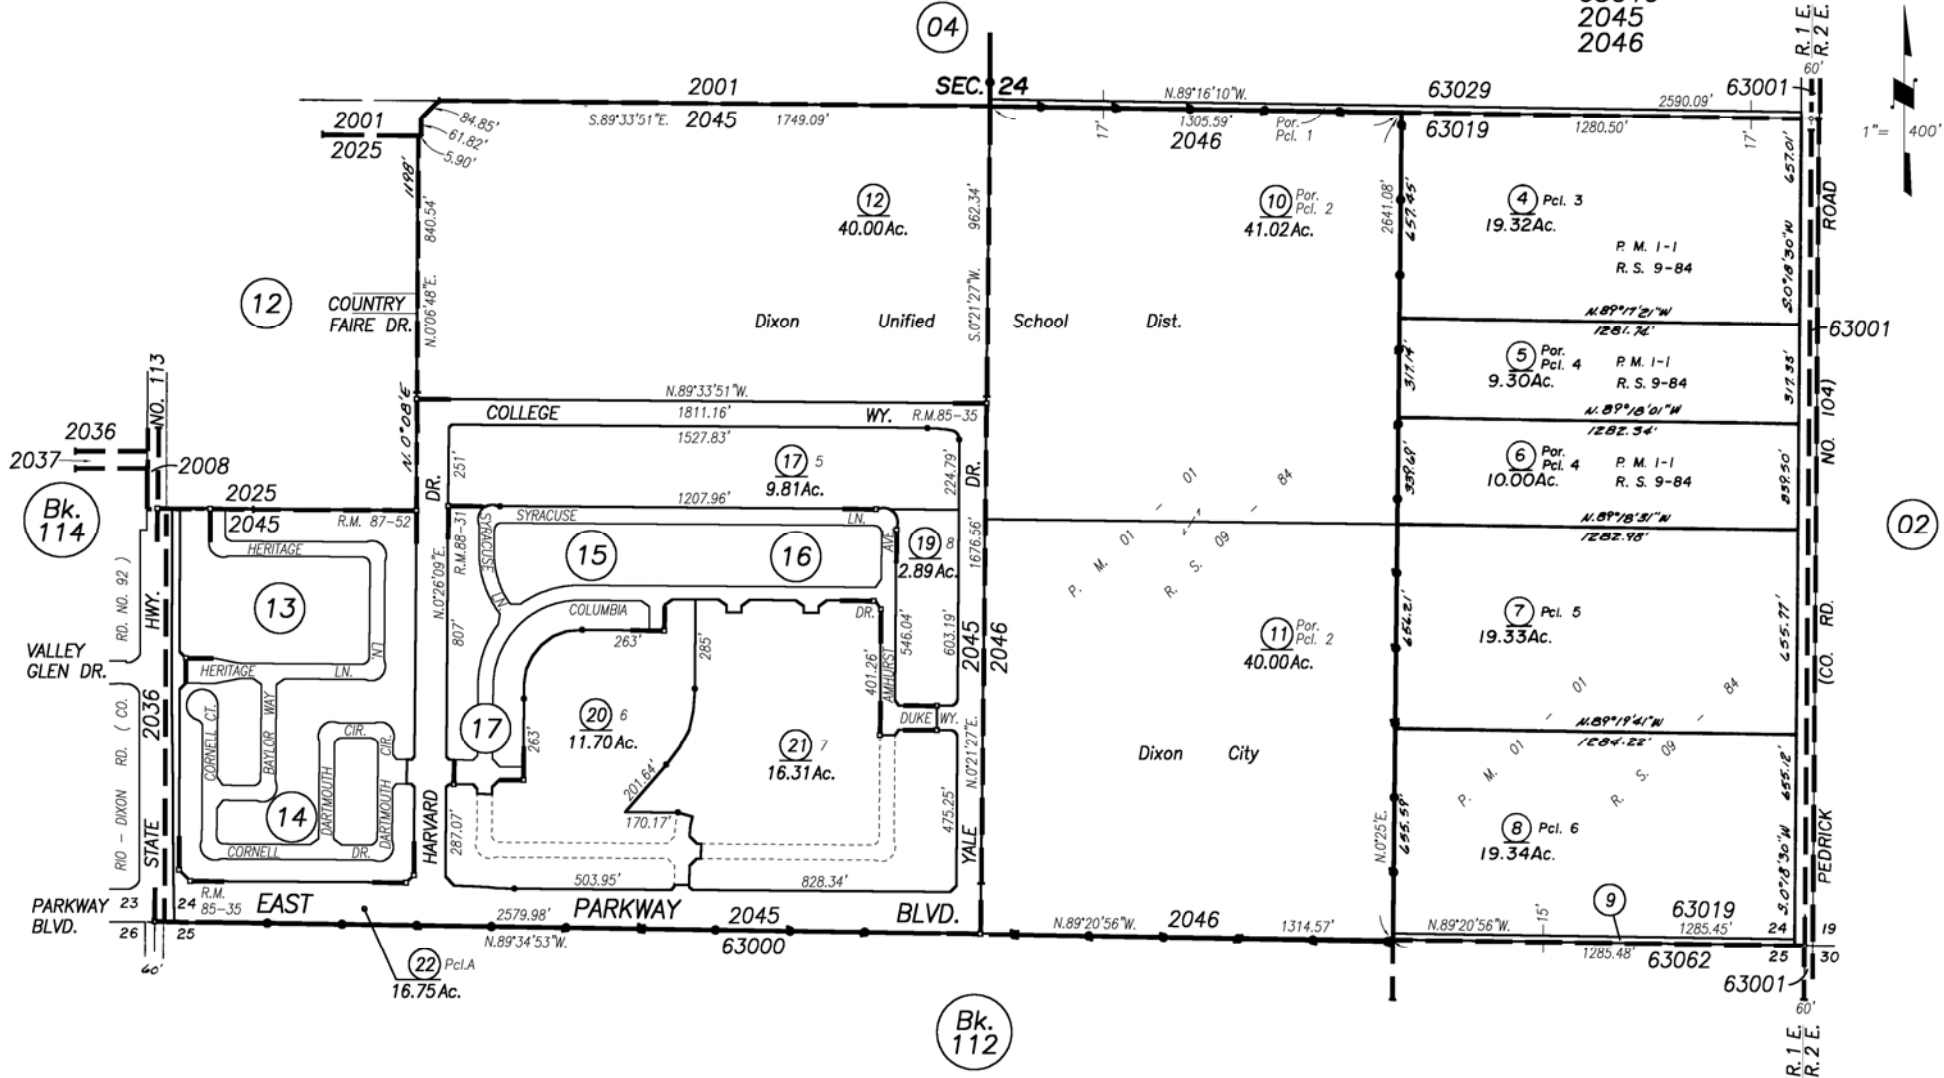 04
2045
2046
R. 1 E.
R. 2 E.
60'
2001
SEC. 24
N.89°16'10"W.
63029
2590.09'
63001
2001
2025
84.85'
61.82'
5.90'
S.89°33'51"E.
2045
1749.09'
17'
1305.59'
2046
Por.
Pcl. 1
63019
1280.50'
17'
1"= 400'
1198'
840.54'
N.0°06'48"E.
N.0°08'E.
12
40.00Ac.
962.34'
S.0°21'27"W.
10 Por.
Pcl. 2
41.02Ac.
2641.08'
657.45'
4 Pcl. 3
19.32Ac.
P. M. 1-1
R. S. 9-84
657.01'
S.0°18'30"W
ROAD
12
COUNTRY
FAIRE DR.
Dixon Unified School Dist.
N.89°17'21"W
1281.74'
63001
317.14'
5 Por.
Pcl. 4
9.30Ac.
P. M. 1-1
R. S. 9-84
317.35'
NO. 104)
N.89°18'01"W
1282.34'
339.69'
6 Por.
Pcl. 4
10.00Ac.
P. M. 1-1
R. S. 9-84
339.50'
N.89°18'31"W
1282.98'
02
NO. 113
2036
2037
2008
Bk.
114
2025
2045
R.M. 87-52
N.89°33'51"W.
COLLEGE
1811.16'
WY.
R.M.85-35
1527.83'
DR.
251'
17 5
9.81Ac.
224.79'
DR.
1207.96'
SYRACUSE
LN.
R.M.88-31
SYRACUSE
LN.
15
16
AVE.
19 8
2.89Ac.
1676.56'
P. M. 01
R. S. 09
01
84
HERITAGE
13
LN.
HERITAGE
LN.
RD. NO. 92 )
HWY.
VALLEY
GLEN DR.
N.0°26'09"E.
807'
COLUMBIA
DR.
263'
285'
401.26'
AMHURST
546.04'
603.19'
2045
2046
11 Por.
Pcl. 2
40.00Ac.
656.21'
7 Pcl. 5
19.33Ac.
655.77'
RD.
(CO.
01
84
N.89°19'41"W
1284.22'
2036
CORNELL CT.
BAYLOR WAY
CIR.
CIR.
DARTMOUTH
DARTMOUTH
14
CORNELL
DR.
RIO - DIXON RD. ( CO.
STATE
17
263'
20 6
11.70Ac.
21 7
16.31Ac.
DUKE WY.
201.64'
170.17'
N.0°21'27"E.
475.25'
YALE
Dixon City
N.0°25'E.
655.59'
P. M. 01
R. S. 09
8 Pcl. 6
19.34Ac.
655.12'
S.0°18'30"W
PEDRICK
HARVARD
287.07'
503.95'
828.34'
PARKWAY
BLVD.
23 24
26 25
60'
R.M.
85-35
EAST
PARKWAY
BLVD.
2579.98'
N.89°34'53"W.
2045
63000
N.89°20'56"W.
2046
1314.57'
9
N.89°20'56"W.
15'
63019
1285.45'
24 19
25 30
1285.48'
63062
63001
22 Pcl.A
16.75Ac.
Bk.
112
60'
R. 1 E.
R. 2 E.